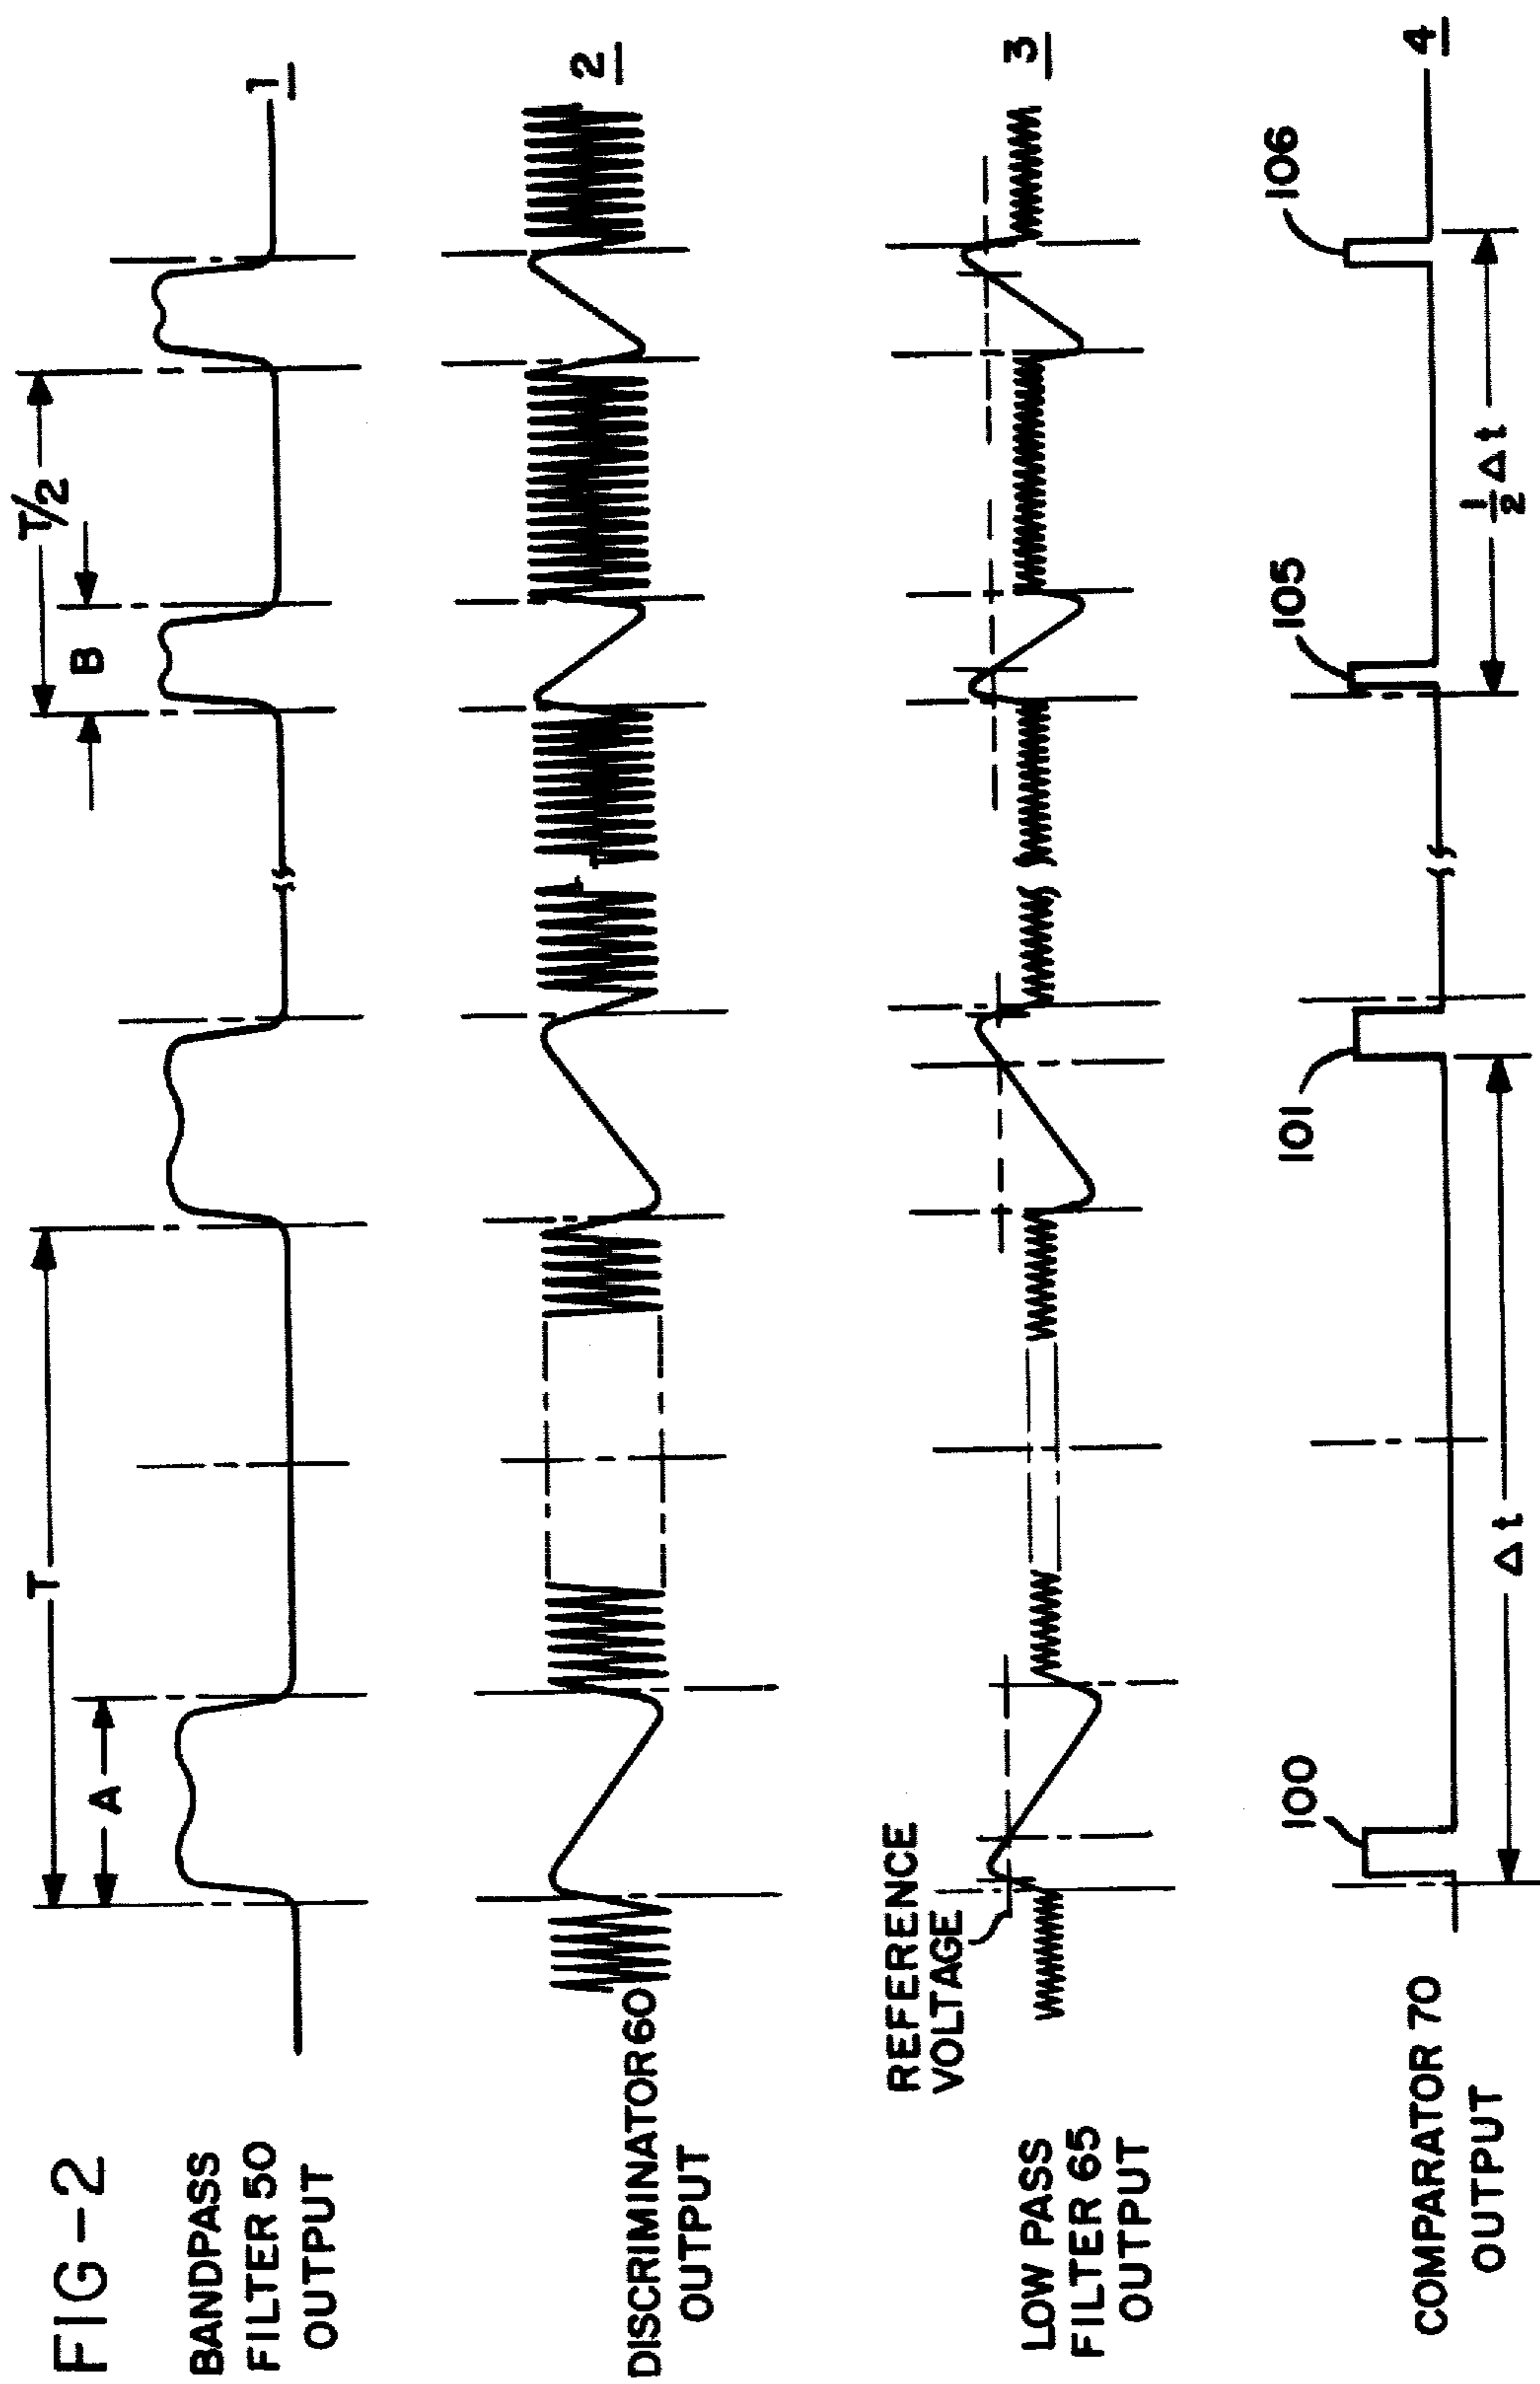 FIG-2
BANDPASS
FILTER 50
OUTPUT
A
T
B
T/2
1
DISCRIMINATOR 60
OUTPUT
2
REFERENCE
VOLTAGE
LOW PASS
FILTER 65
OUTPUT
3
COMPARATOR 70
OUTPUT
100
101
105
106
4
Δt
1/2 Δt